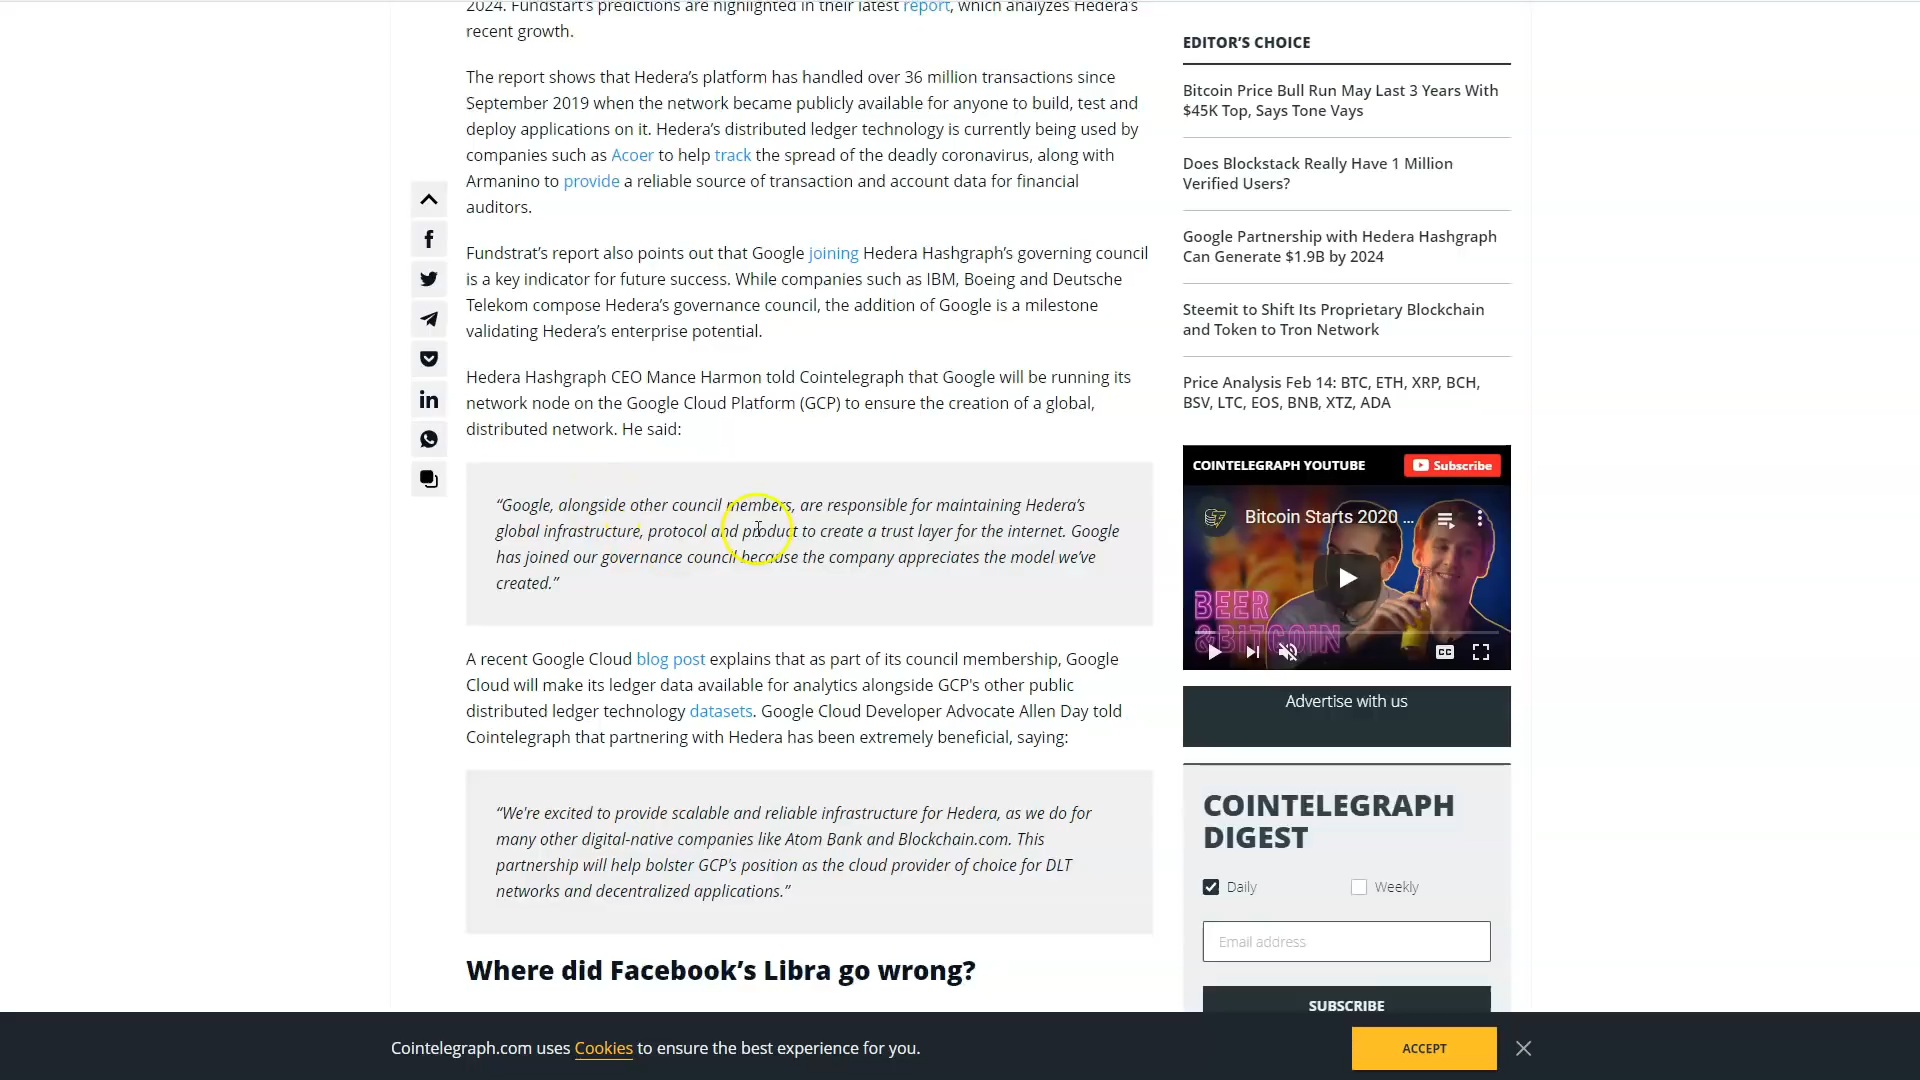 2024. Fundstart's predictions are highlighted in their latest report, which analyzes Hedera's
recent growth.
The report shows that Hedera’s platform has handled over 36 million transactions since
September 2019 when the network became publicly available for anyone to build, test and
deploy applications on it. Hedera’s distributed ledger technology is currently being used by
companies such as Acoer to help track the spread of the deadly coronavirus, along with
Armanino to provide a reliable source of transaction and account data for financial
auditors.
Fundstrat’s report also points out that Google joining Hedera Hashgraph’s governing council
is a key indicator for future success. While companies such as IBM, Boeing and Deutsche
Telekom compose Hedera’s governance council, the addition of Google is a milestone
validating Hedera’s enterprise potential.
Hedera Hashgraph CEO Mance Harmon told Cointelegraph that Google will be running its
network node on the Google Cloud Platform (GCP) to ensure the creation of a global,
distributed network. He said:
“Google, alongside other council members, are responsible for maintaining Hedera’s
global infrastructure, protocol and product to create a trust layer for the internet. Google
has joined our governance council because the company appreciates the model we’ve
created.”
A recent Google Cloud blog post explains that as part of its council membership, Google
Cloud will make its ledger data available for analytics alongside GCP's other public
distributed ledger technology datasets. Google Cloud Developer Advocate Allen Day told
Cointelegraph that partnering with Hedera has been extremely beneficial, saying:
“We're excited to provide scalable and reliable infrastructure for Hedera, as we do for
many other digital-native companies like Atom Bank and Blockchain.com. This
partnership will help bolster GCP’s position as the cloud provider of choice for DLT
networks and decentralized applications.”
Where did Facebook’s Libra go wrong?
EDITOR’S CHOICE
Bitcoin Price Bull Run May Last 3 Years With
$45K Top, Says Tone Vays
Does Blockstack Really Have 1 Million
Verified Users?
Google Partnership with Hedera Hashgraph
Can Generate $1.9B by 2024
Steemit to Shift Its Proprietary Blockchain
and Token to Tron Network
Price Analysis Feb 14: BTC, ETH, XRP, BCH,
BSV, LTC, EOS, BNB, XTZ, ADA
COINTELEGRAPH YOUTUBE
Subscribe
Bitcoin Starts 2020 ...
BEER
&BITCOIN
CC
Advertise with us
COINTELEGRAPH
DIGEST
Daily
Weekly
Email address
SUBSCRIBE
Cointelegraph.com uses Cookies to ensure the best experience for you.
ACCEPT